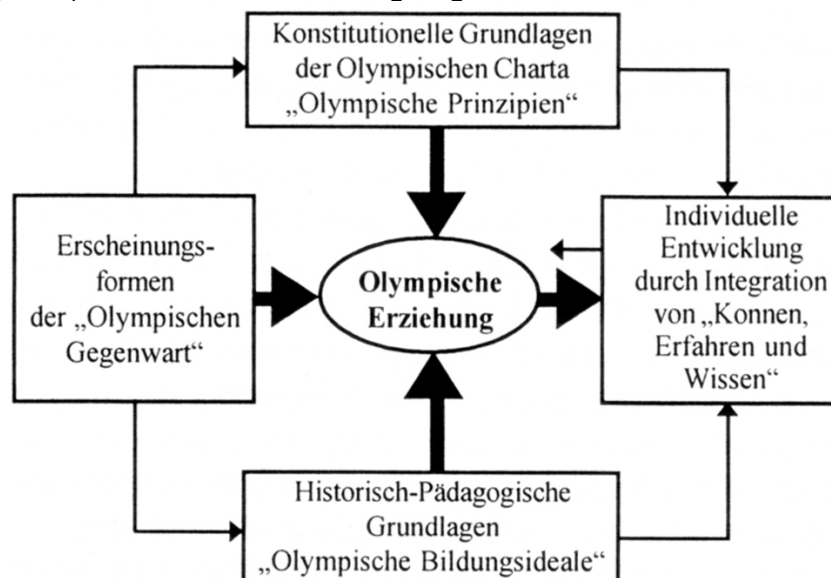 Konstitutionelle Grundlagen
der Olympischen Charta
„Olympische Prinzipien“
Erscheinungs-
formen
der „Olympischen
Gegenwart“
Olympische
Erziehung
Individuelle
Entwicklung
durch Integration
von „Konnen,
Erfahren und
Wissen“
Historisch-Pädagogische
Grundlagen
„Olympische Bildungsideale“